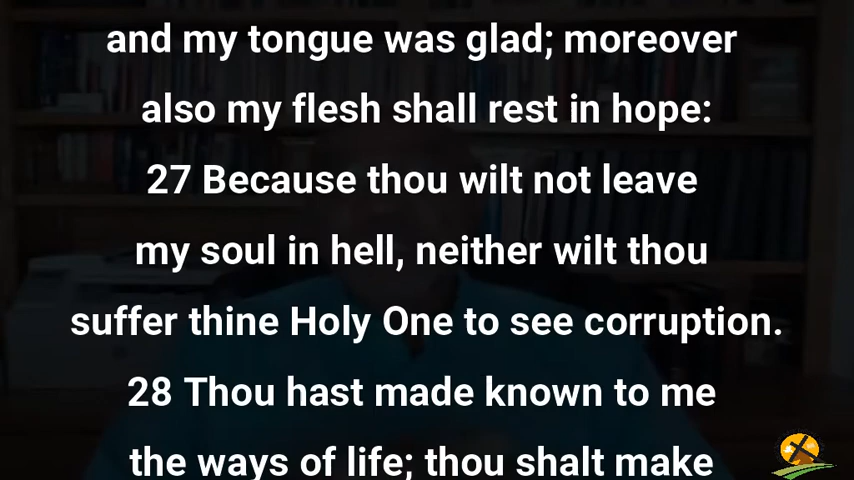 and my tongue was glad; moreover
also my flesh shall rest in hope:
27 Because thou wilt not leave
my soul in hell, neither wilt thou
suffer thine Holy One to see corruption.
28 Thou hast made known to me
the ways of life; thou shalt make